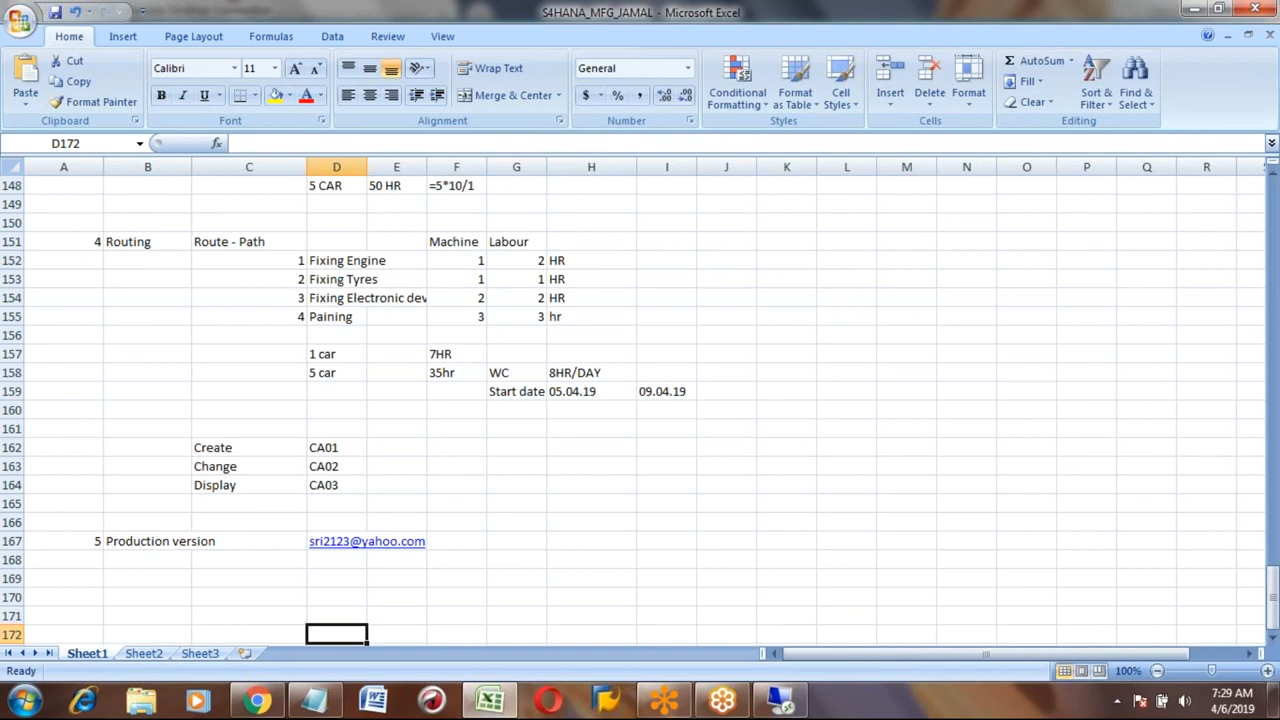 S4HANA_MFG_JAMAL - Microsoft Excel
Home Insert Page Layout Formulas Data Review View
Paste Cut Copy Format Painter Clipboard
Calibri 11 A A B I U A Font
Wrap Text Merge & Center Alignment
General $ % , Number
Conditional Formatting Format as Table Cell Styles Styles
Insert Delete Format Cells
Σ AutoSum Fill Clear Sort & Filter Find & Select Editing
D172 fx
A B C D E F G H I J K L M N O P Q R
148 5 CAR 50 HR =5*10/1
149
150
151 4 Routing Route - Path Machine Labour
152 1 Fixing Engine 1 2 HR
153 2 Fixing Tyres 1 1 HR
154 3 Fixing Electronic dev 2 2 HR
155 4 Paining 3 3 hr
156
157 1 car 7HR
158 5 car 35hr WC 8HR/DAY
159 Start date 05.04.19 09.04.19
160
161
162 Create CA01
163 Change CA02
164 Display CA03
165
166
167 5 Production version sri2123@yahoo.com
168
169
170
171
172
Sheet1 Sheet2 Sheet3
Ready 100%
7:29 AM
4/6/2019